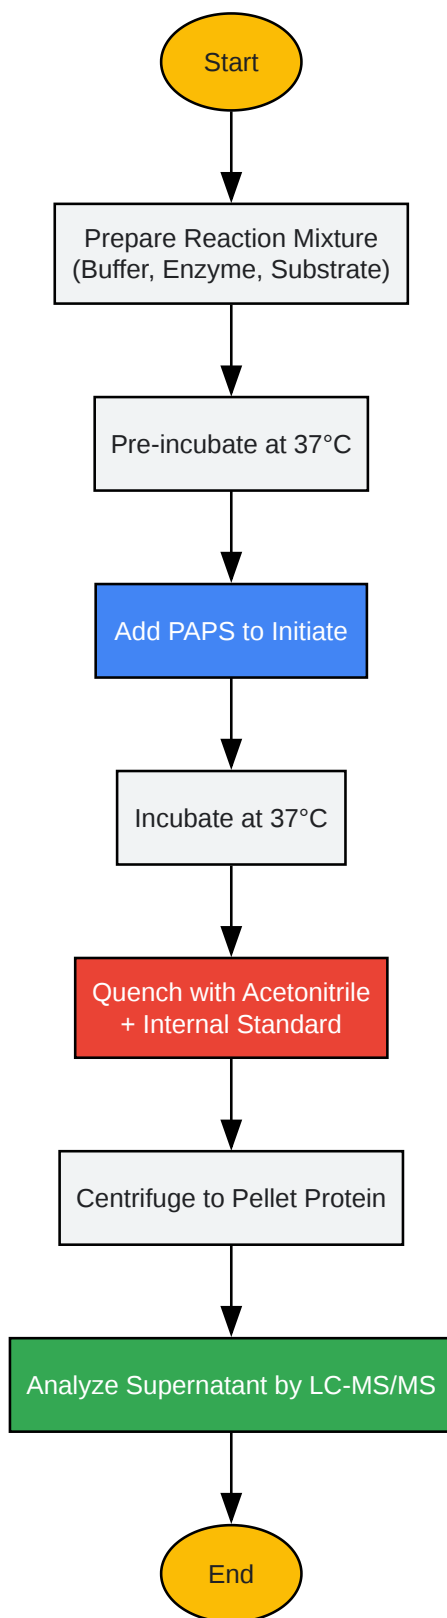 Start
Prepare Reaction Mixture
(Buffer, Enzyme, Substrate)
Pre-incubate at 37°C
Add PAPS to Initiate
Incubate at 37°C
Quench with Acetonitrile
+ Internal Standard
Centrifuge to Pellet Protein
Analyze Supernatant by LC-MS/MS
End